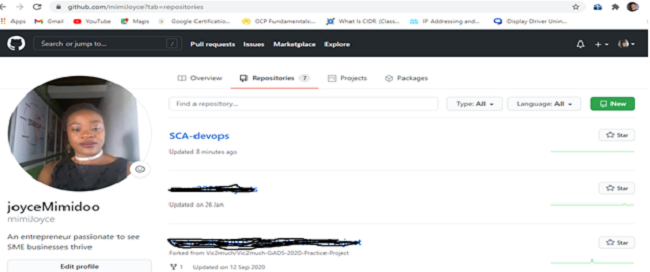 github.com/mimiJoyce?tab=repositories
Apps M Gmail YouTube Maps Google Certificatio... GCP Fundamentals:... What Is CIDR (Class... IP Addressing and... Display Driver Unin...
Search or jump to... / Pull requests Issues Marketplace Explore
Overview Repositories 7 Projects Packages
Find a repository... Type: All Language: All New
SCA-devops Star
Updated 8 minutes ago
Star
Updated on 26 Jan
Star
Forked from Vic2much/Vic2much-GADS-2020-Practice-Project
1 Updated on 12 Sep 2020
joyceMimidoo
mimiJoyce
An entrepreneur passionate to see
SME businesses thrive
Edit profile